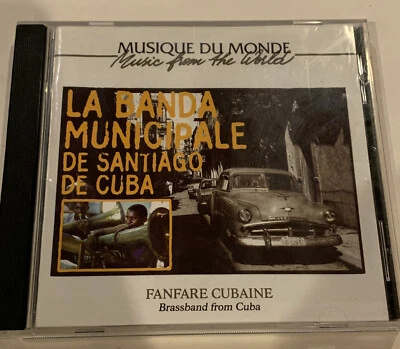 MUSIQUE DU MONDE
Music from the World
LA BANDA
MUNICIPALE
DE SANTIAGO
DE CUBA
FANFARE CUBAINE
Brassband from Cuba